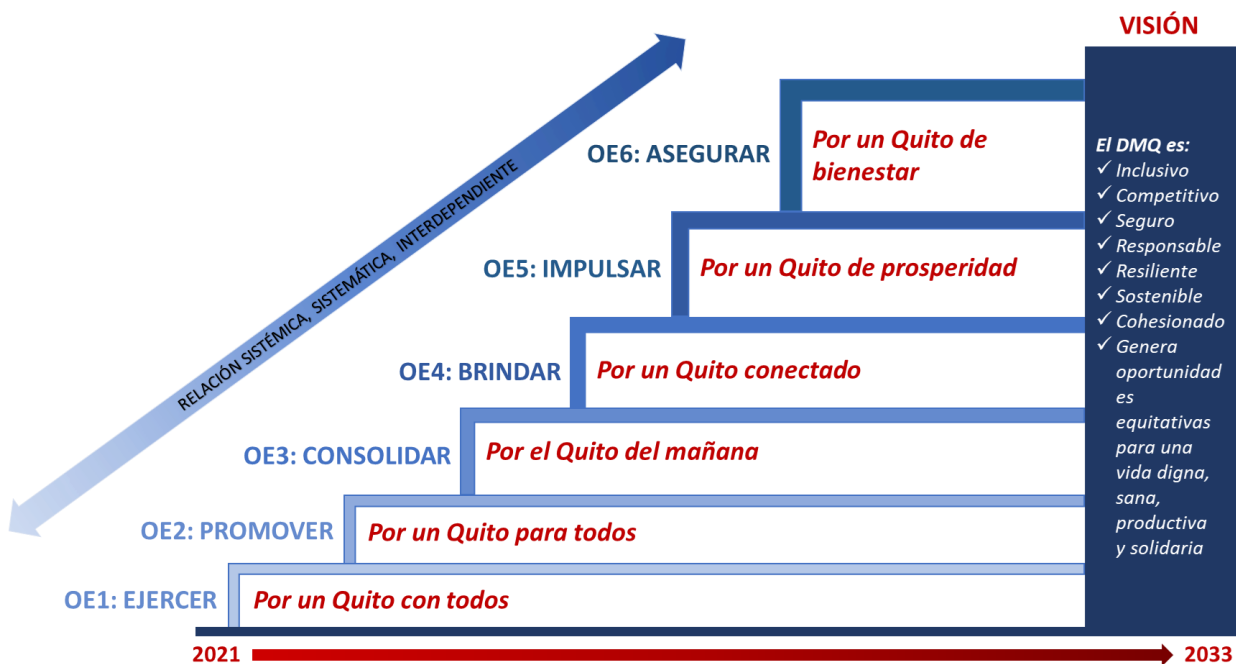 VISIÓN
RELACIÓN SISTÉMICA, SISTEMÁTICA, INTERDEPENDIENTE
OE6: ASEGURAR
Por un Quito de
bienestar
OE5: IMPULSAR
Por un Quito de prosperidad
OE4: BRINDAR
Por un Quito conectado
OE3: CONSOLIDAR
Por el Quito del mañana
OE2: PROMOVER
Por un Quito para todos
OE1: EJERCER
Por un Quito con todos
El DMQ es:
✓ Inclusivo
✓ Competitivo
✓ Seguro
✓ Responsable
✓ Resiliente
✓ Sostenible
✓ Cohesionado
✓ Genera
oportunidad
es
equitativas
para una
vida digna,
sana,
productiva
y solidaria
2021
2033